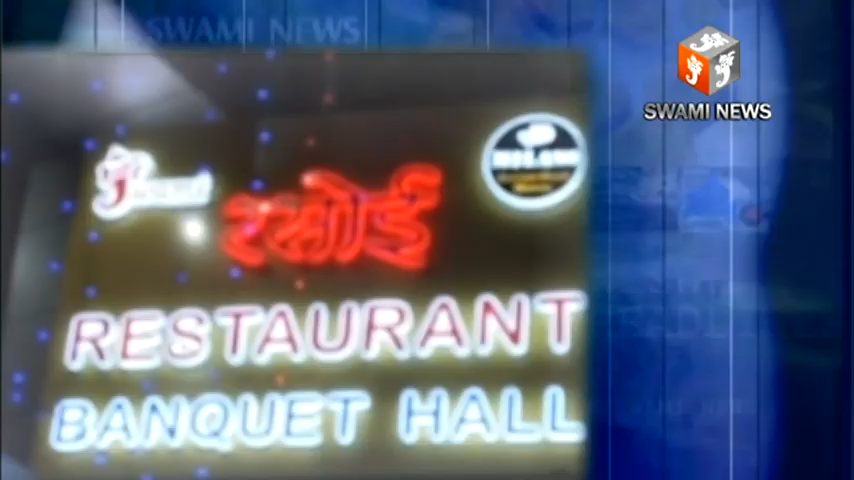 SWAMI NEWS
SWAMI NEWS
रसोई
RESTAURANT
BANQUET HALL